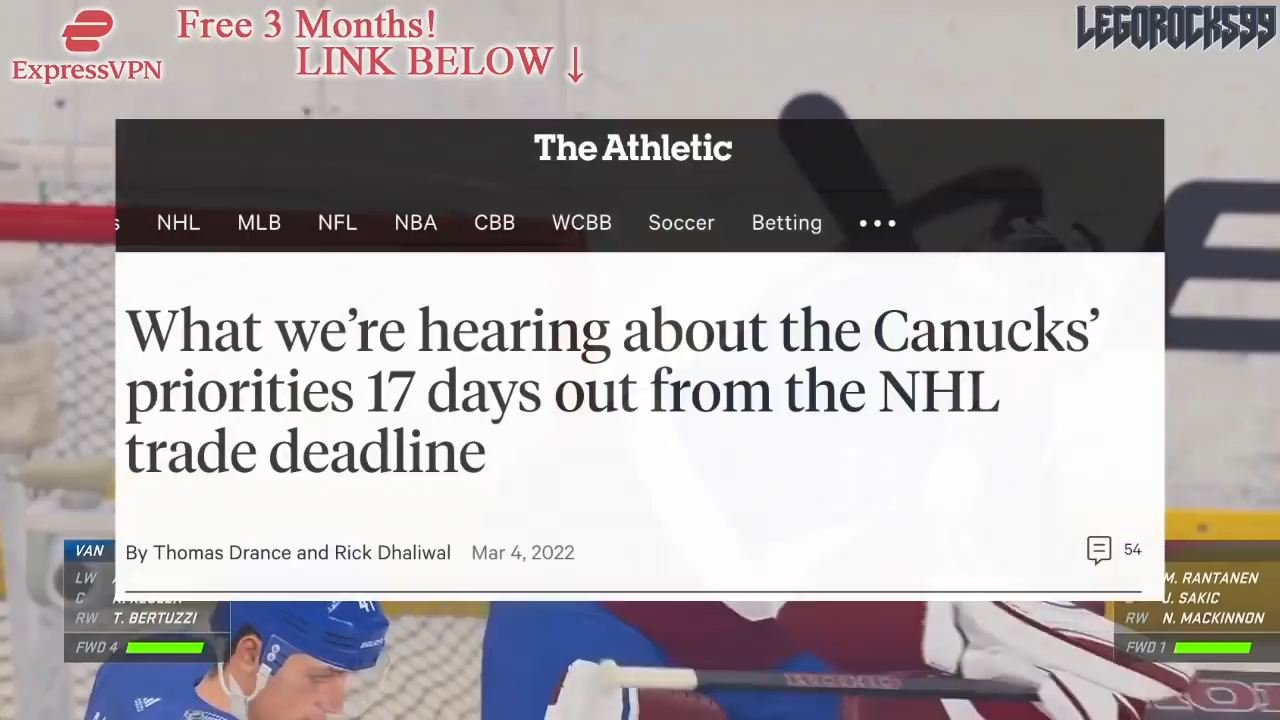 ExpressVPN
Free 3 Months!
LINK BELOW ↓
LEGOROCKS99
The Athletic
s NHL MLB NFL NBA CBB WCBB Soccer Betting •••
What we’re hearing about the Canucks’
priorities 17 days out from the NHL
trade deadline
By Thomas Drance and Rick Dhaliwal Mar 4, 2022
54
VAN
LW
C
RW T. BERTUZZI
FWD 4
M. RANTANEN
J. SAKIC
RW N. MACKINNON
FWD 1